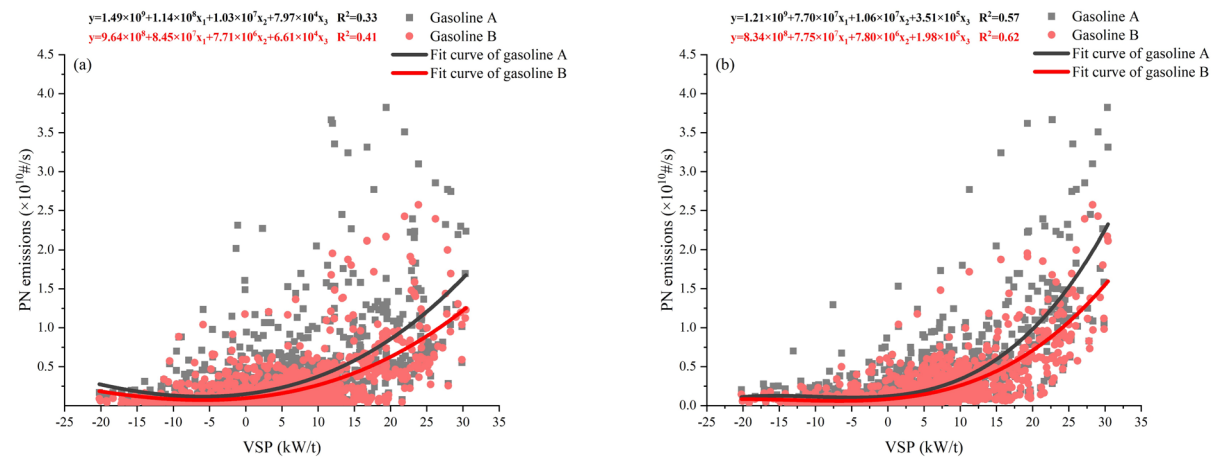 y=1.49×10⁹+1.14×10⁸x₁+1.03×10⁷x₂+7.97×10⁴x₃ R²=0.33
y=9.64×10⁸+8.45×10⁷x₁+7.71×10⁶x₂+6.61×10⁴x₃ R²=0.41
Gasoline A
Gasoline B
Fit curve of gasoline A
Fit curve of gasoline B
(a)
PN emissions (×10¹⁰#/s)
4.5
4.0
3.5
3.0
2.5
2.0
1.5
1.0
0.5
-25 -20 -15 -10 -5 0 5 10 15 20 25 30 35
VSP (kW/t)
y=1.21×10⁹+7.70×10⁷x₁+1.06×10⁷x₂+3.51×10⁵x₃ R²=0.57
y=8.34×10⁸+7.75×10⁷x₁+7.80×10⁶x₂+1.98×10⁵x₃ R²=0.62
Gasoline A
Gasoline B
Fit curve of gasoline A
Fit curve of gasoline B
(b)
PN emissions (×10¹⁰#/s)
4.5
4.0
3.5
3.0
2.5
2.0
1.5
1.0
0.5
0.0
-25 -20 -15 -10 -5 0 5 10 15 20 25 30 35
VSP (kW/t)